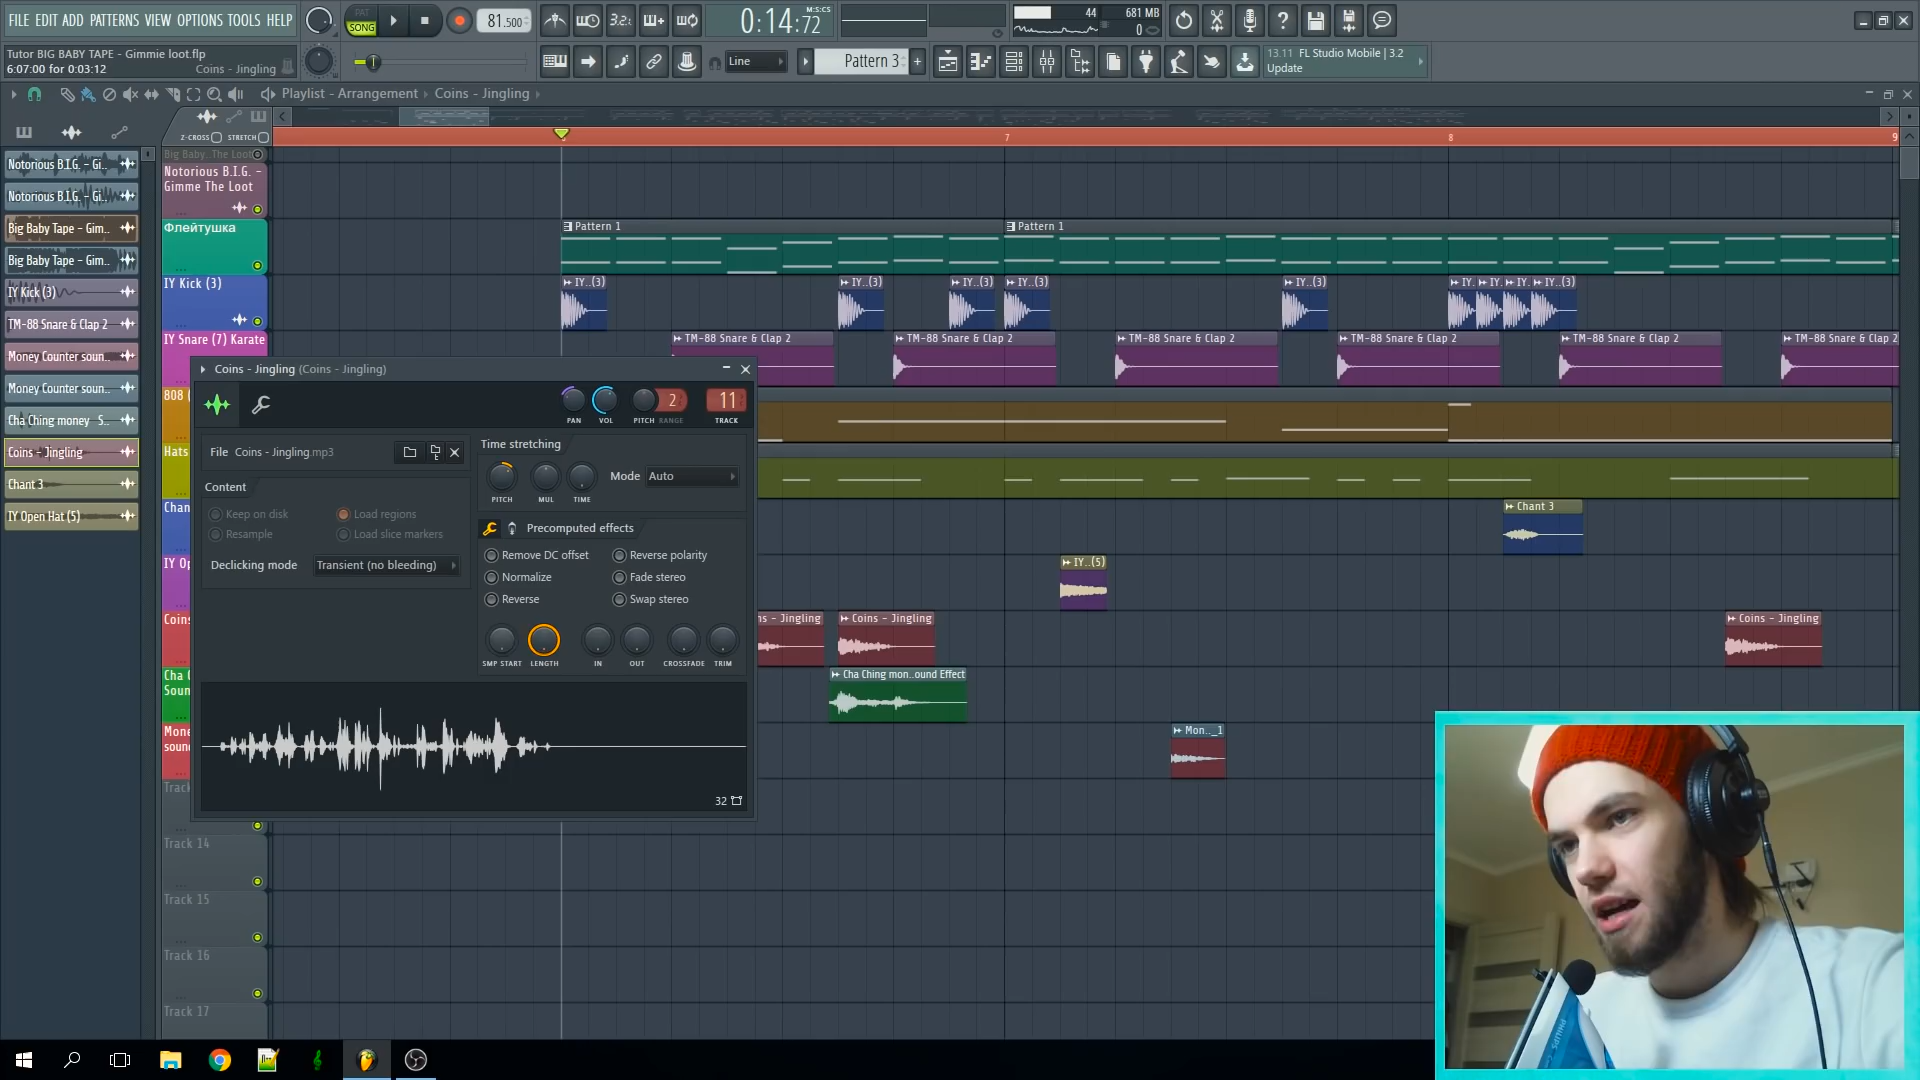 FILE EDIT ADD PATTERNS VIEW OPTIONS TOOLS HELP
PAT
SONG
81.500
3.2.
0:14:72
M:S:CS
44
681 MB
0
Tutor BIG BABY TAPE - Gimmie loot.flp
6:07:00 for 0:03:12
Coins - Jingling
Line
Pattern 3
13.11 FL Studio Mobile | 3.2
Update
Playlist - Arrangement
Coins - Jingling
Z-CROSS
STRETCH
7
8
9
Notorious B.I.G. – Gi..
Notorious B.I.G. – Gi..
Big Baby Tape – Gim..
Big Baby Tape – Gim..
IY Kick (3)
TM-88 Snare & Clap 2
Money Counter soun..
Money Counter soun..
Cha Ching money S..
Coins – Jingling
Chant 3
IY Open Hat (5)
Big Baby. The Loot
Notorious B.I.G. –
Gimme The Loot
Флейтушка
Pattern 1
Pattern 1
IY Kick (3)
IY..(3)
IY..(3)
IY..(3)
IY..(3)
IY..(3)
IY.
IY.
IY.
IY..(3)
IY Snare (7) Karate
TM-88 Snare & Clap 2
TM-88 Snare & Clap 2
TM-88 Snare & Clap 2
TM-88 Snare & Clap 2
TM-88 Snare & Clap 2
TM-88 Snare & Clap 2
808 (
Hats
Chan
Chant 3
IY Op
IY..(5)
Coins
ns – Jingling
Coins – Jingling
Coins – Jingling
Cha C
Soun
Cha Ching mon..ound Effect
Mone
soun
Mon.._1
Track
Track 14
Track 15
Track 16
Track 17
Coins - Jingling (Coins - Jingling)
PAN
VOL
PITCH
2
RANGE
11
TRACK
File Coins - Jingling.mp3
Content
Keep on disk
Load regions
Resample
Load slice markers
Declicking mode
Transient (no bleeding)
Time stretching
PITCH
MUL
TIME
Mode
Auto
Precomputed effects
Remove DC offset
Reverse polarity
Normalize
Fade stereo
Reverse
Swap stereo
SMP START
LENGTH
IN
OUT
CROSSFADE
TRIM
32
PHILIPS